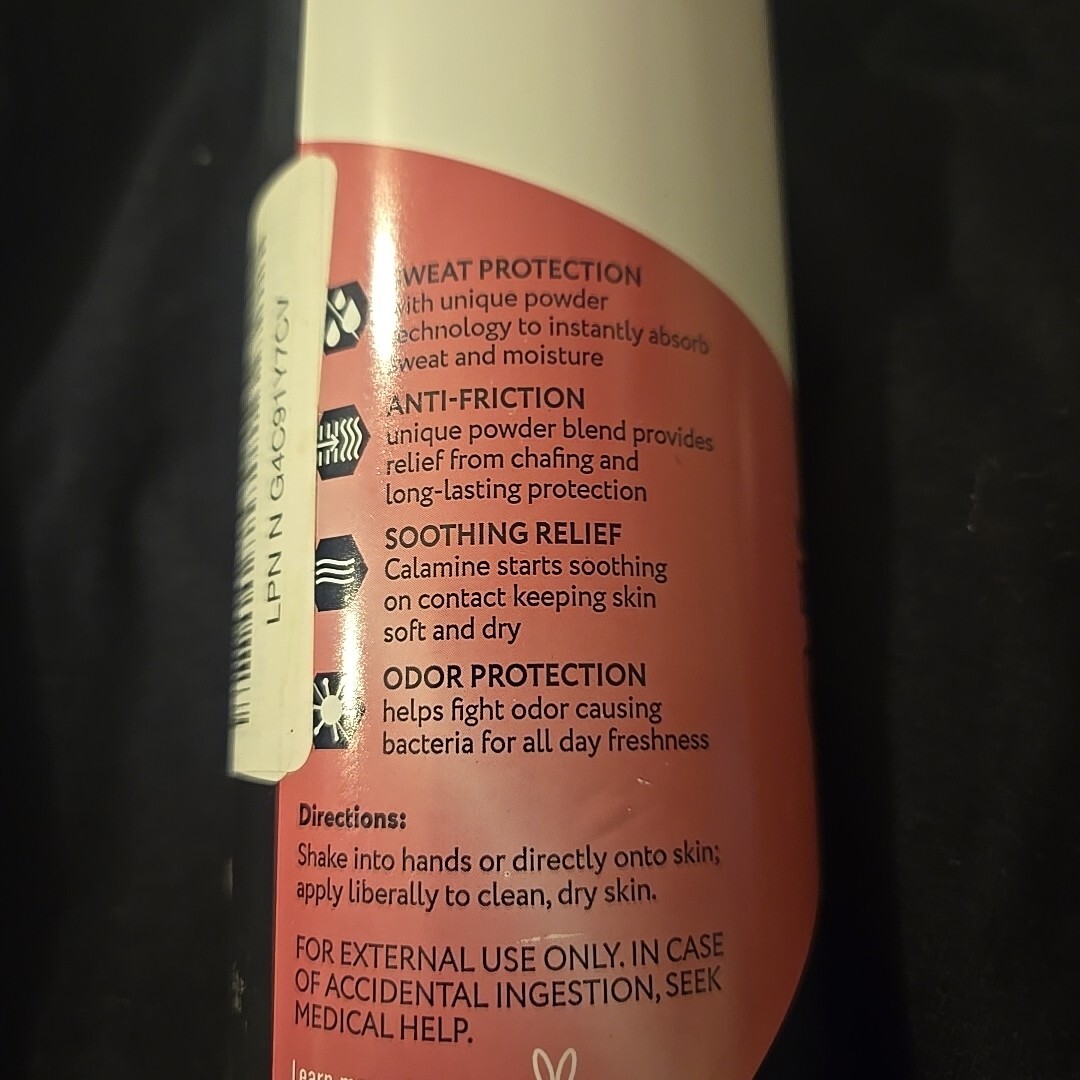 SWEAT PROTECTION
with unique powder
technology to instantly absorb
sweat and moisture
ANTI-FRICTION
unique powder blend provides
relief from chafing and
long-lasting protection
SOOTHING RELIEF
Calamine starts soothing
on contact keeping skin
soft and dry
ODOR PROTECTION
helps fight odor causing
bacteria for all day freshness
Directions:
Shake into hands or directly onto skin;
apply liberally to clean, dry skin.
FOR EXTERNAL USE ONLY. IN CASE
OF ACCIDENTAL INGESTION, SEEK
MEDICAL HELP.
LPN N G4C91Y7CV